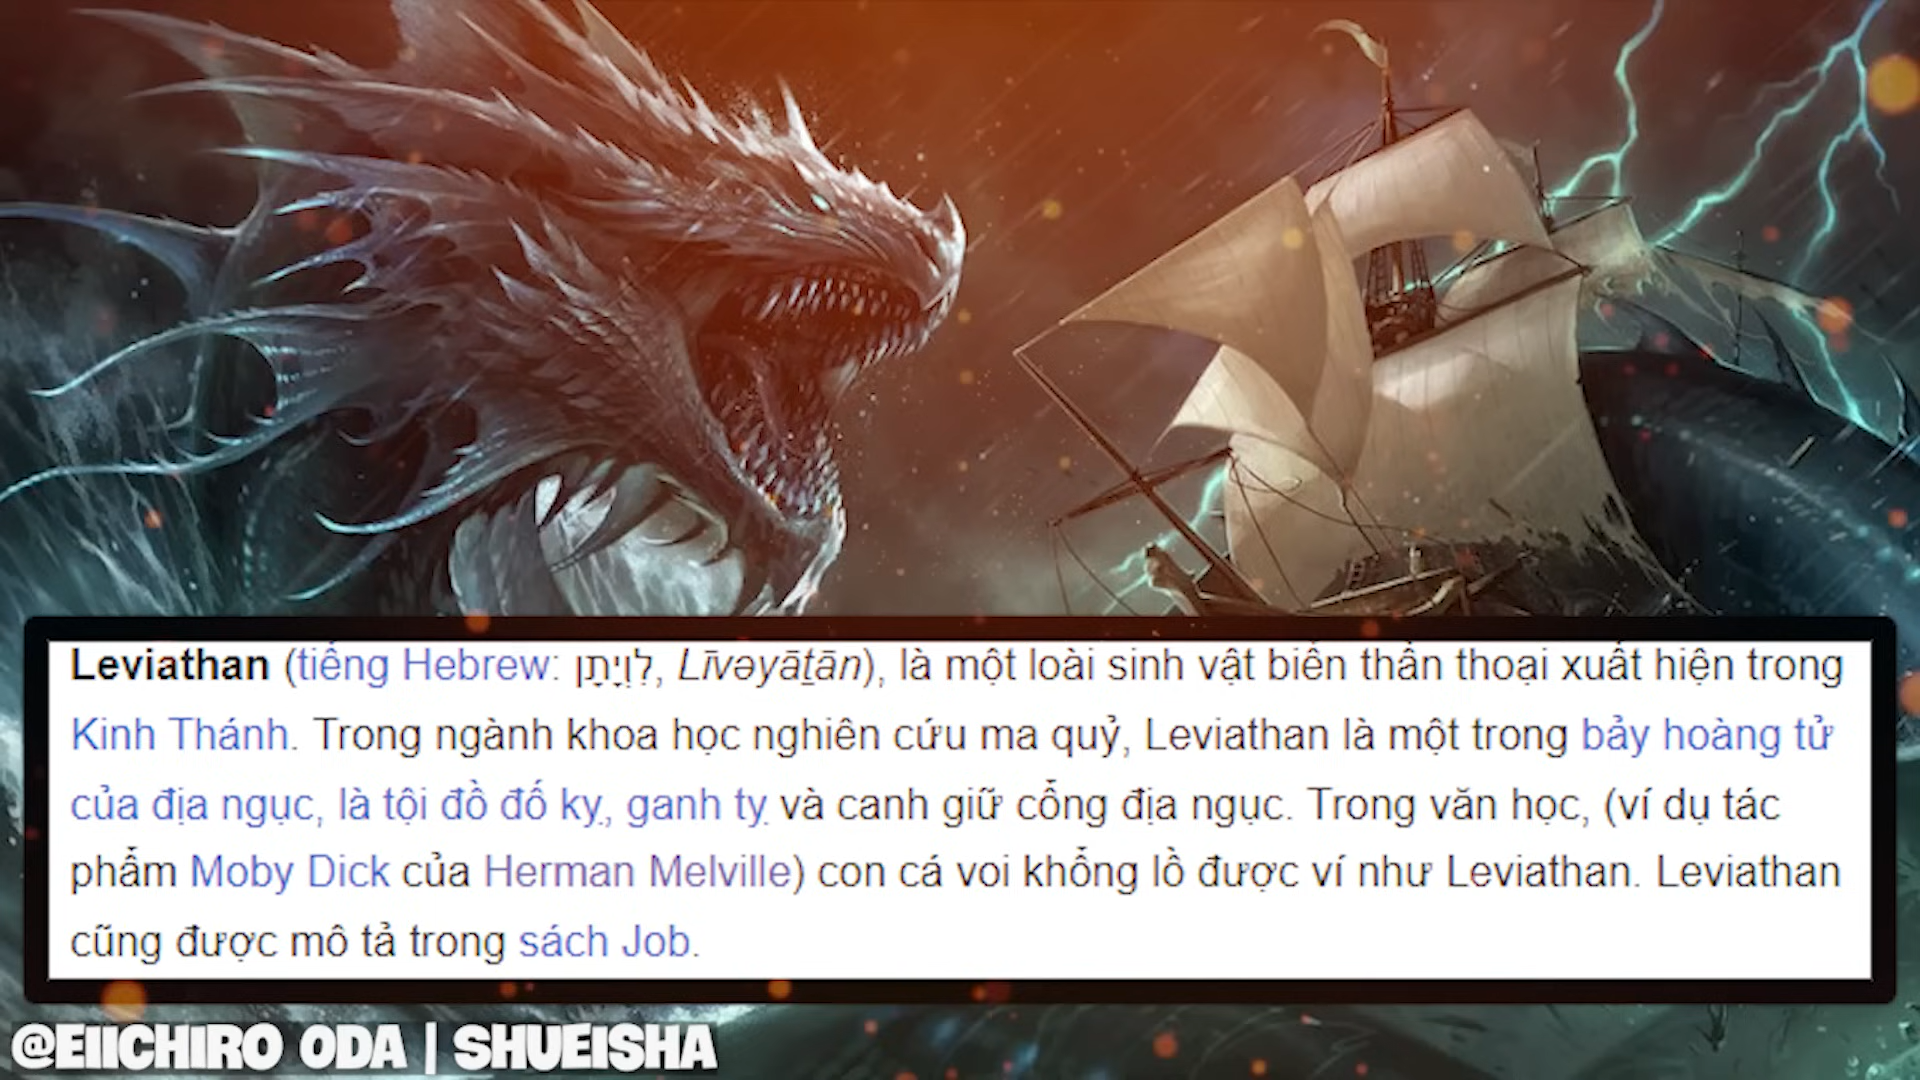 Leviathan (tiếng Hebrew: לִוְיָתָן, Līvəyāṯān), là một loài sinh vật biển thần thoại xuất hiện trong
Kinh Thánh. Trong ngành khoa học nghiên cứu ma quỷ, Leviathan là một trong bảy hoàng tử
của địa ngục, là tội đồ đố kỵ, ganh tỵ và canh giữ cổng địa ngục. Trong văn học, (ví dụ tác
phẩm Moby Dick của Herman Melville) con cá voi khổng lồ được ví như Leviathan. Leviathan
cũng được mô tả trong sách Job.
@EIICHIRO ODA | SHUEISHA